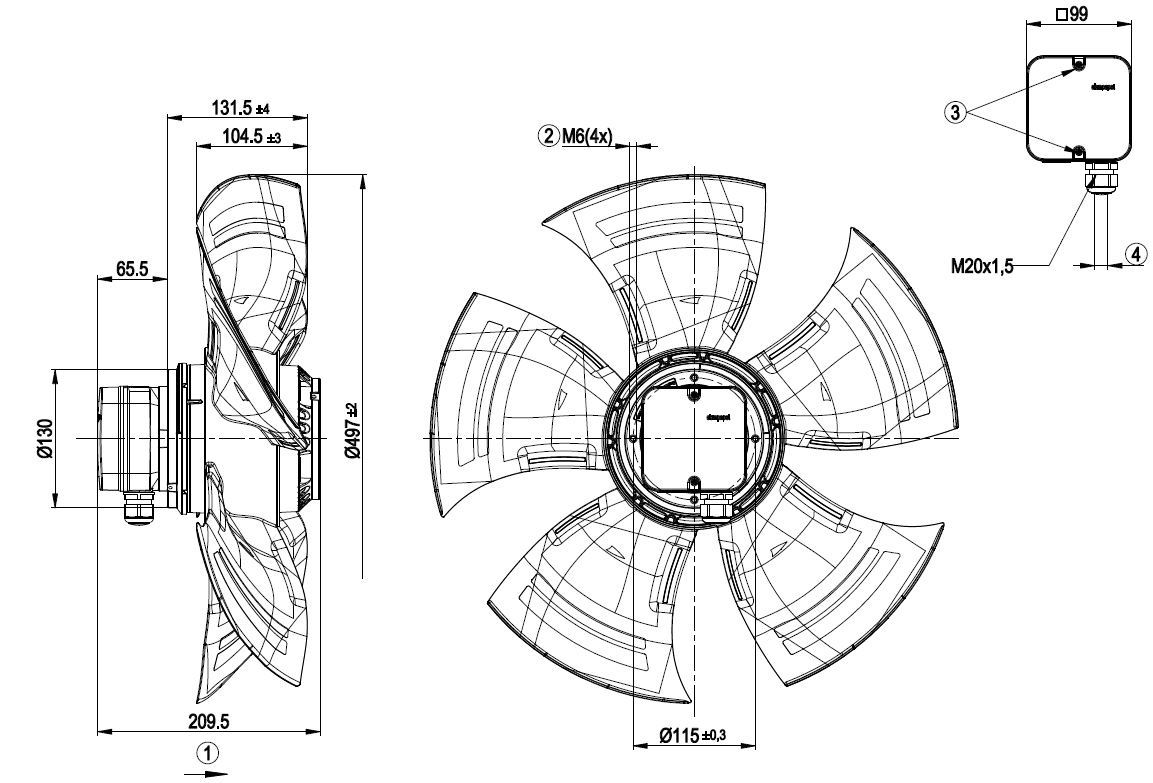 □99
131.5 ±4
104.5 ±3
② M6(4x)
③
65.5
④
M20x1,5
Ø130
Ø497±2
209.5
Ø115 ±0,3
①